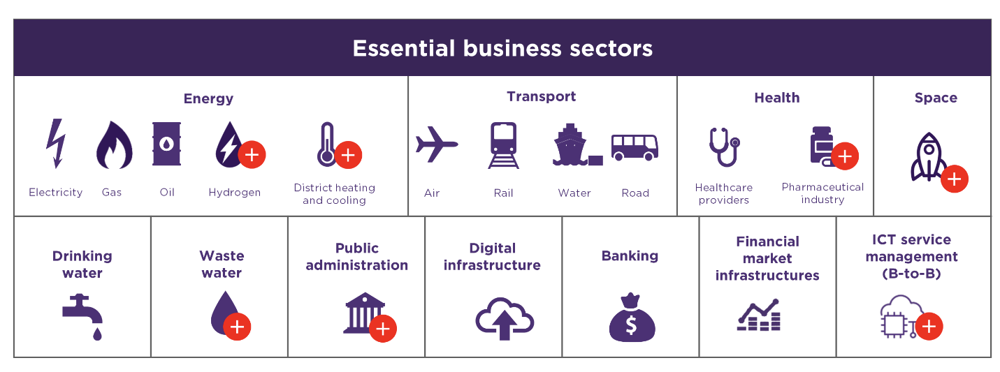 Essential business sectors
Energy
Electricity
Gas
Oil
Hydrogen
District heating
and cooling
Transport
Air
Rail
Water
Road
Health
Healthcare
providers
Pharmaceutical
industry
Space
Drinking
water
Waste
water
Public
administration
Digital
infrastructure
Banking
$
Financial
market
infrastructures
ICT service
management
(B-to-B)